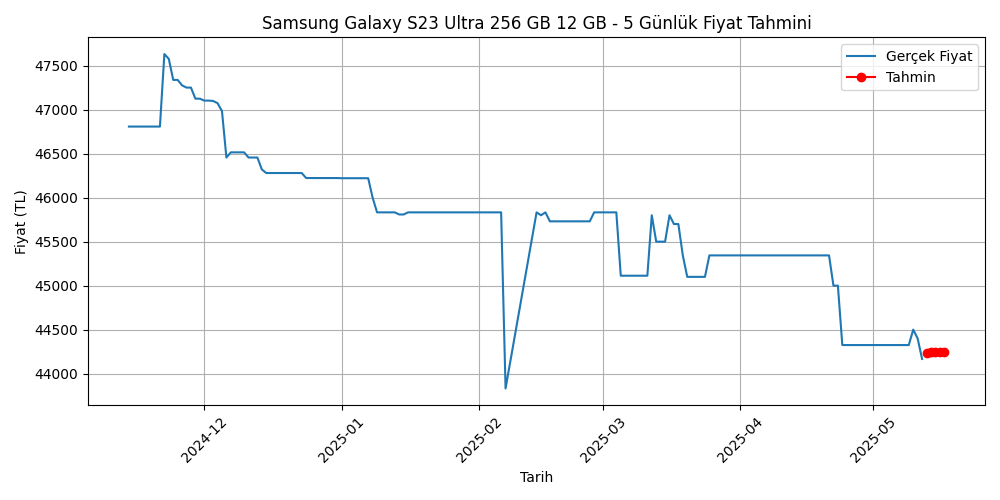 Samsung Galaxy S23 Ultra 256 GB 12 GB - 5 Günlük Fiyat Tahmini
Gerçek Fiyat
Tahmin
Fiyat (TL)
47500
47000
46500
46000
45500
45000
44500
44000
2024-12
2025-01
2025-02
2025-03
2025-04
2025-05
Tarih